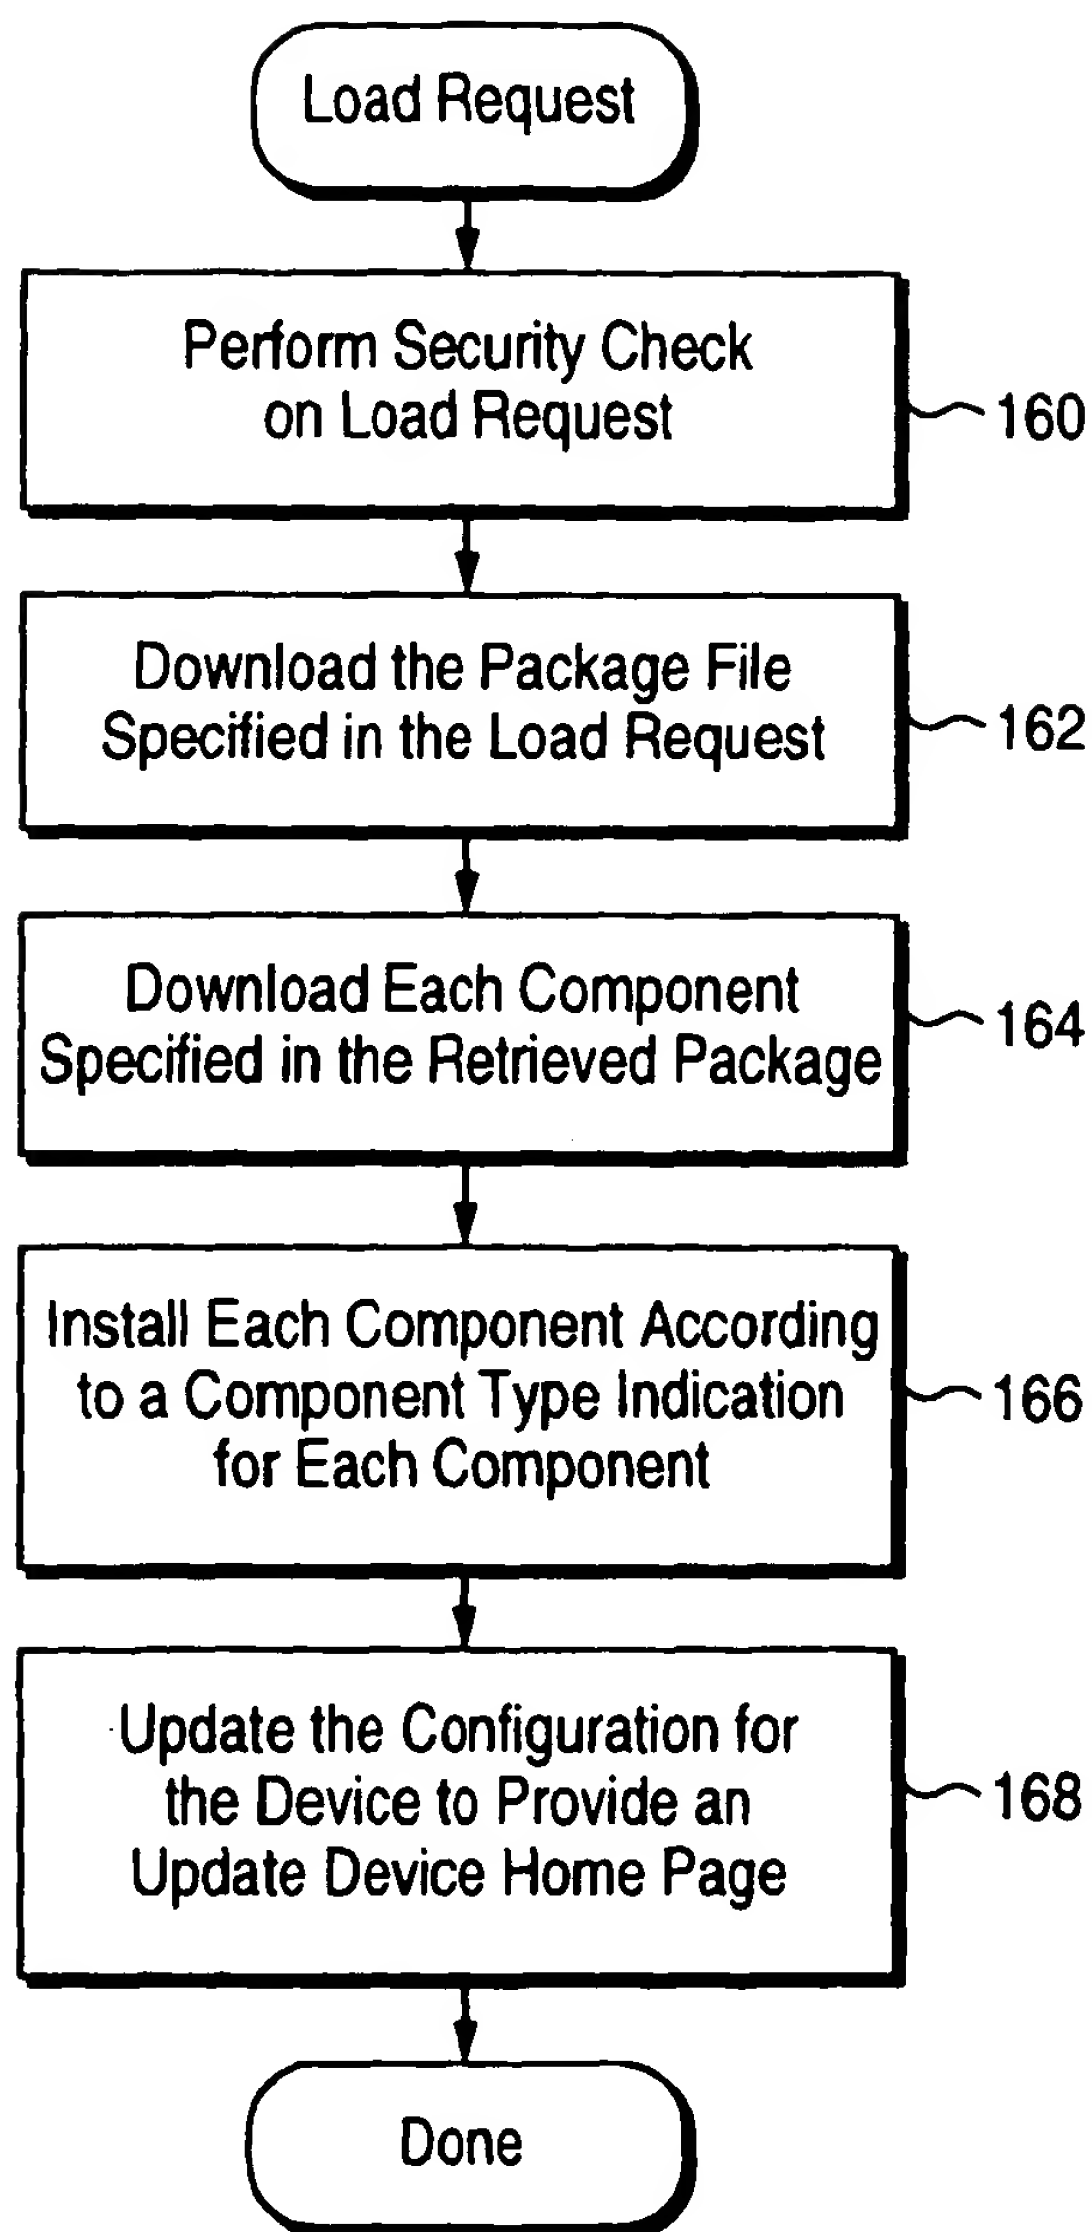 Load Request
Perform Security Check
on Load Request
160
Download the Package File
Specified in the Load Request
162
Download Each Component
Specified in the Retrieved Package
164
Install Each Component According
to a Component Type Indication
for Each Component
166
Update the Configuration for
the Device to Provide an
Update Device Home Page
168
Done